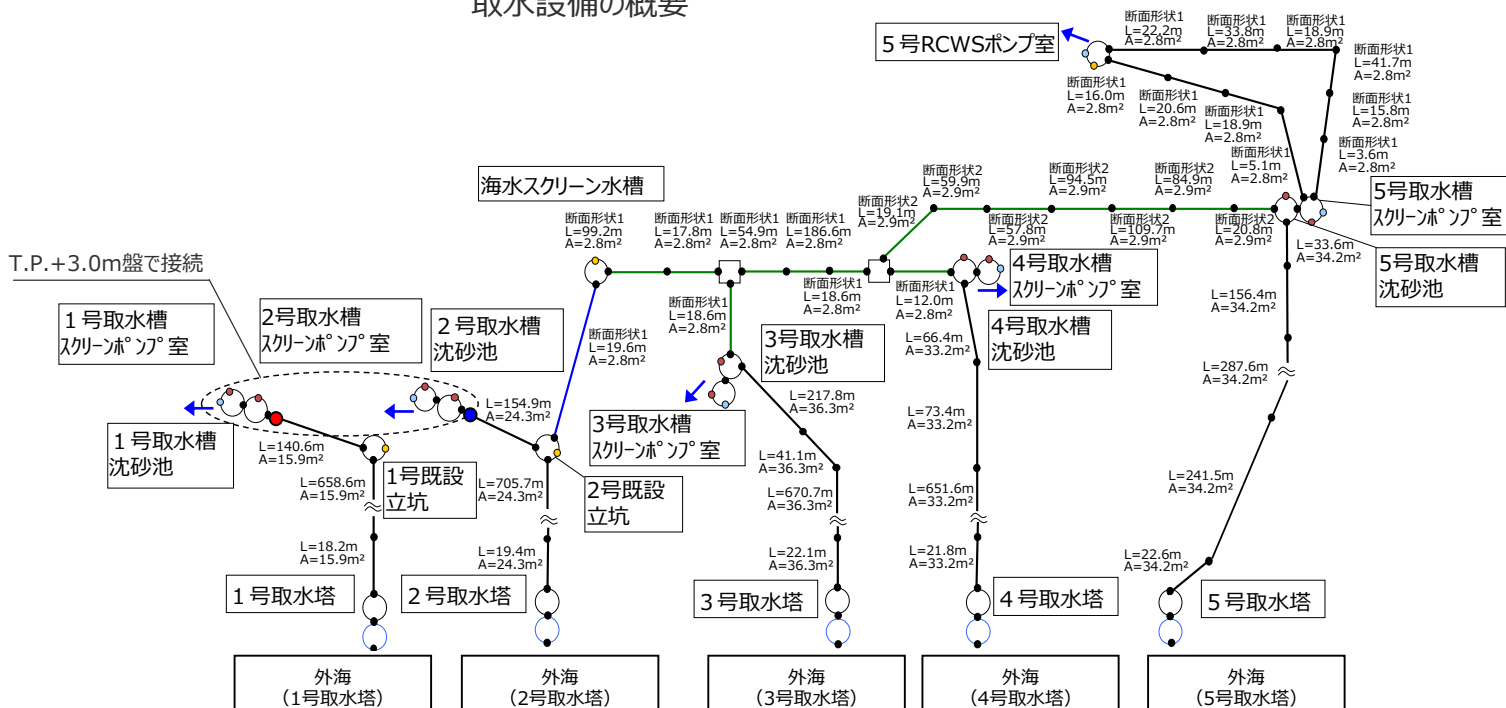 取水設備の概要
5号RCWSポンプ室
断面形状1
L=22.2m
A=2.8m²
断面形状1
L=33.8m
A=2.8m²
断面形状1
L=18.9m
A=2.8m²
断面形状1
L=41.7m
A=2.8m²
断面形状1
L=16.0m
A=2.8m²
断面形状1
L=20.6m
A=2.8m²
断面形状1
L=18.9m
A=2.8m²
断面形状1
L=15.8m
A=2.8m²
断面形状1
L=5.1m
A=2.8m²
断面形状1
L=3.6m
A=2.8m²
海水スクリーン水槽
断面形状1
L=99.2m
A=2.8m²
断面形状1
L=17.8m
A=2.8m²
断面形状1
L=54.9m
A=2.8m²
断面形状1
L=186.6m
A=2.8m²
断面形状2
L=19.1m
A=2.9m²
断面形状2
L=59.9m
A=2.9m²
断面形状2
L=94.5m
A=2.9m²
断面形状2
L=84.9m
A=2.9m²
断面形状2
L=57.8m
A=2.9m²
断面形状2
L=109.7m
A=2.9m²
断面形状2
L=20.8m
A=2.9m²
5号取水槽
スクリーンポンプ室
L=33.6m
A=34.2m²
5号取水槽
沈砂池
T.P.+3.0m盤で接続
1号取水槽
スクリーンポンプ室
2号取水槽
スクリーンポンプ室
2号取水槽
沈砂池
断面形状1
L=19.6m
A=2.8m²
断面形状1
L=18.6m
A=2.8m²
断面形状1
L=18.6m
A=2.8m²
断面形状1
L=12.0m
A=2.8m²
4号取水槽
スクリーンポンプ室
4号取水槽
沈砂池
3号取水槽
沈砂池
L=66.4m
A=33.2m²
L=156.4m
A=34.2m²
L=287.6m
A=34.2m²
L=154.9m
A=24.3m²
L=217.8m
A=36.3m²
L=73.4m
A=33.2m²
1号取水槽
沈砂池
L=140.6m
A=15.9m²
3号取水槽
スクリーンポンプ室
L=41.1m
A=36.3m²
L=658.6m
A=15.9m²
1号既設
立坑
L=705.7m
A=24.3m²
2号既設
立坑
L=670.7m
A=36.3m²
L=651.6m
A=33.2m²
L=241.5m
A=34.2m²
L=18.2m
A=15.9m²
L=19.4m
A=24.3m²
L=22.1m
A=36.3m²
L=21.8m
A=33.2m²
L=22.6m
A=34.2m²
1号取水塔
2号取水塔
3号取水塔
4号取水塔
5号取水塔
外海
(1号取水塔)
外海
(2号取水塔)
外海
(3号取水塔)
外海
(4号取水塔)
外海
(5号取水塔)